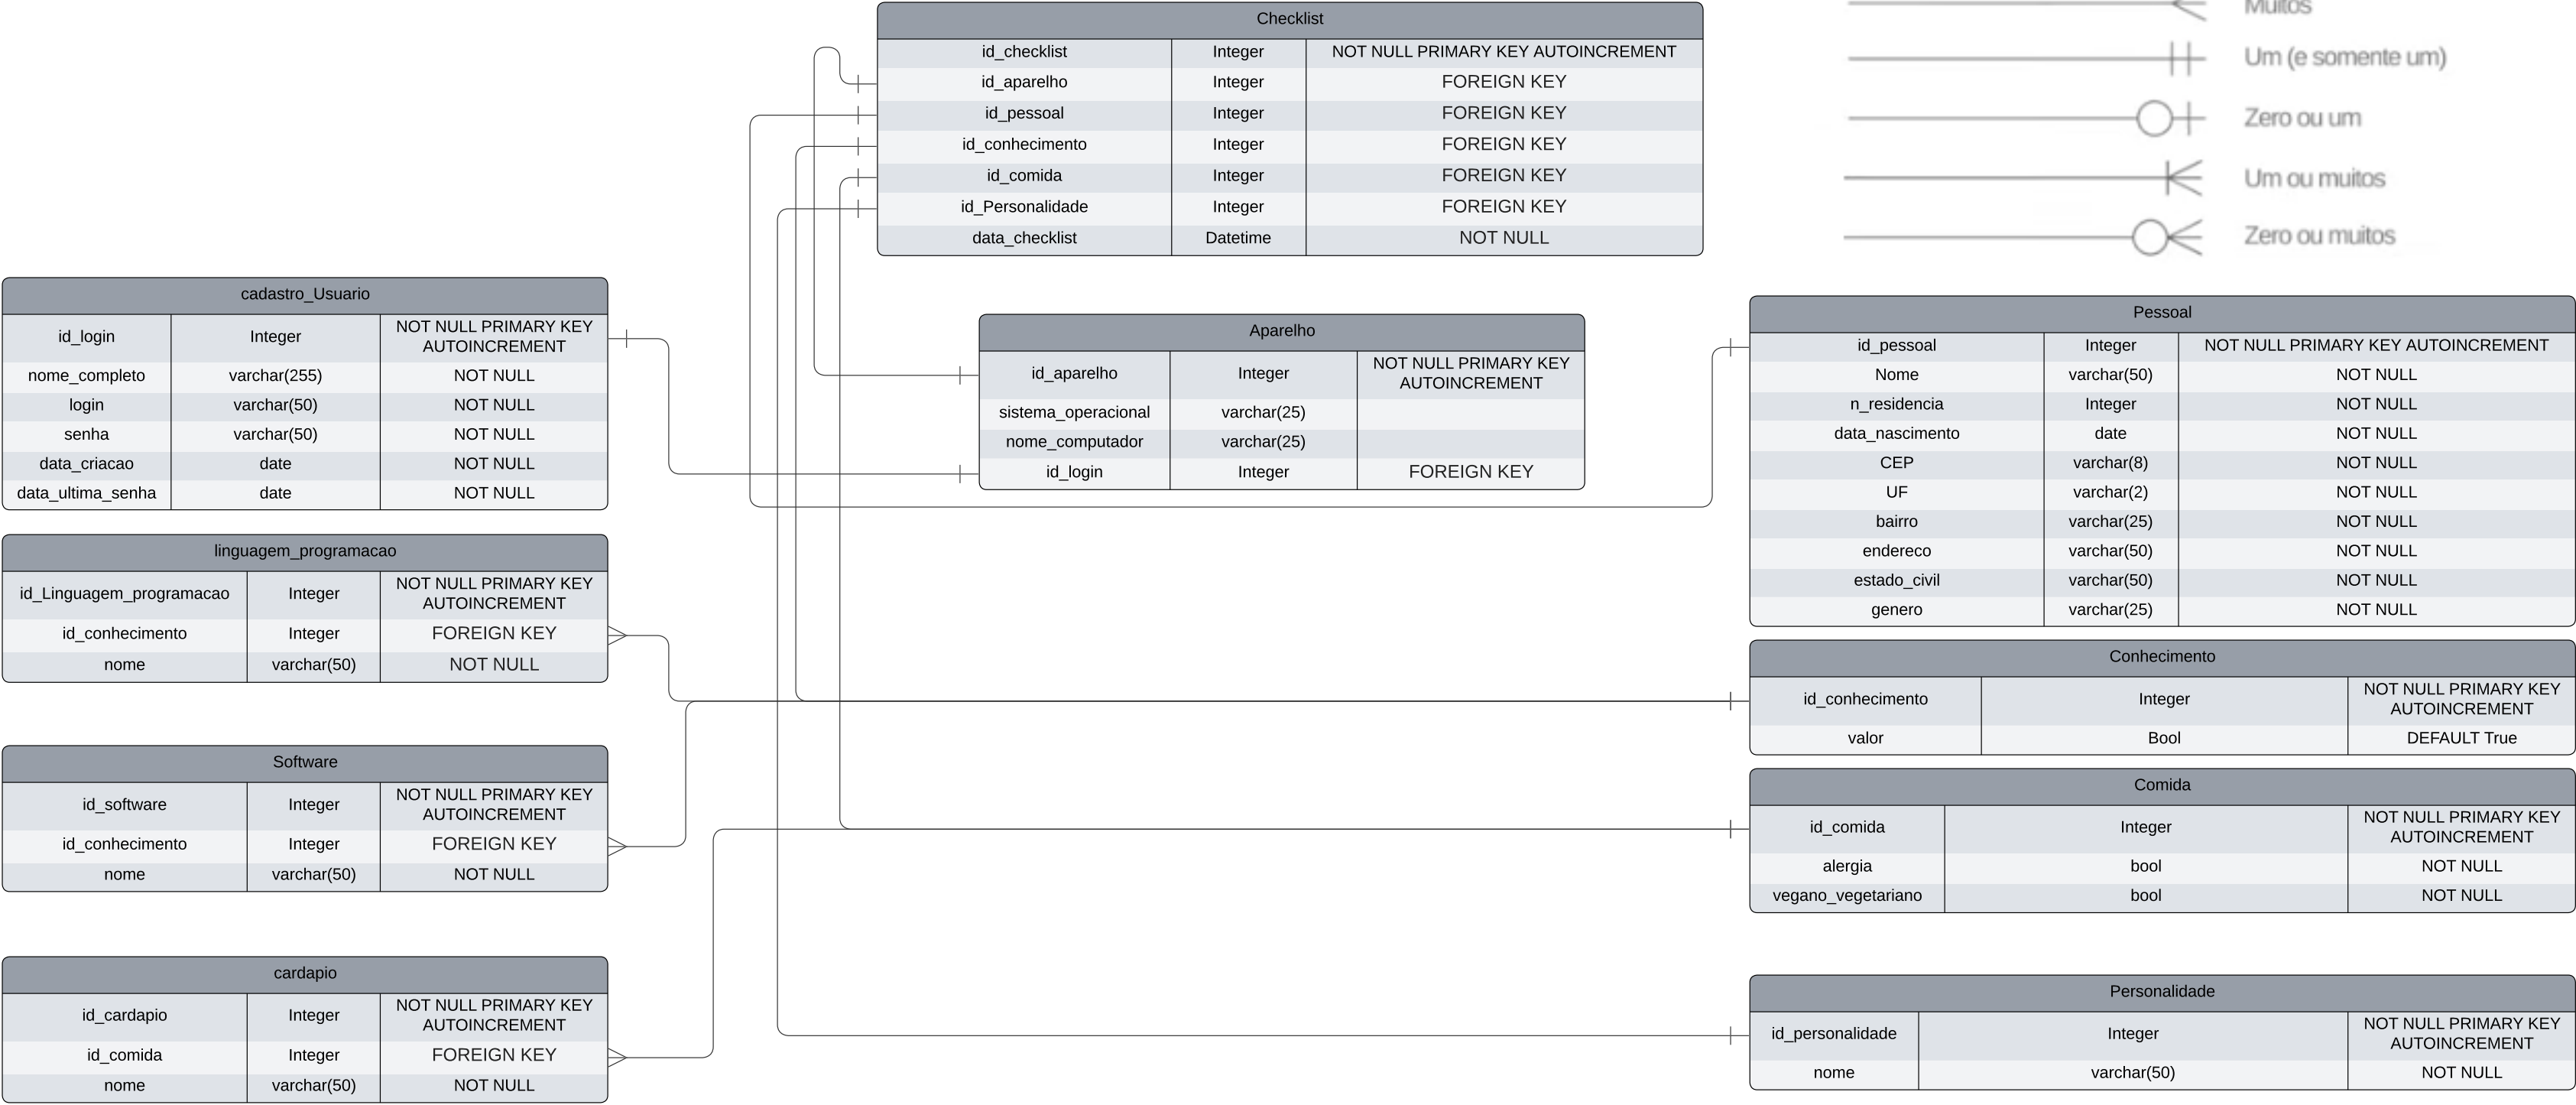 Checklist
id_checklist Integer NOT NULL PRIMARY KEY AUTOINCREMENT
id_aparelho Integer FOREIGN KEY
id_pessoal Integer FOREIGN KEY
id_conhecimento Integer FOREIGN KEY
id_comida Integer FOREIGN KEY
id_Personalidade Integer FOREIGN KEY
data_checklist Datetime NOT NULL
Muitos
Um (e somente um)
Zero ou um
Um ou muitos
Zero ou muitos
cadastro_Usuario
id_login Integer NOT NULL PRIMARY KEY
AUTOINCREMENT
nome_completo varchar(255) NOT NULL
login varchar(50) NOT NULL
senha varchar(50) NOT NULL
data_criacao date NOT NULL
data_ultima_senha date NOT NULL
Aparelho
id_aparelho Integer NOT NULL PRIMARY KEY
AUTOINCREMENT
sistema_operacional varchar(25)
nome_computador varchar(25)
id_login Integer FOREIGN KEY
Pessoal
id_pessoal Integer NOT NULL PRIMARY KEY AUTOINCREMENT
Nome varchar(50) NOT NULL
n_residencia Integer NOT NULL
data_nascimento date NOT NULL
CEP varchar(8) NOT NULL
UF varchar(2) NOT NULL
bairro varchar(25) NOT NULL
endereco varchar(50) NOT NULL
estado_civil varchar(50) NOT NULL
genero varchar(25) NOT NULL
linguagem_programacao
id_Linguagem_programacao Integer NOT NULL PRIMARY KEY
AUTOINCREMENT
id_conhecimento Integer FOREIGN KEY
nome varchar(50) NOT NULL
Conhecimento
id_conhecimento Integer NOT NULL PRIMARY KEY
AUTOINCREMENT
valor Bool DEFAULT True
Software
id_software Integer NOT NULL PRIMARY KEY
AUTOINCREMENT
id_conhecimento Integer FOREIGN KEY
nome varchar(50) NOT NULL
Comida
id_comida Integer NOT NULL PRIMARY KEY
AUTOINCREMENT
alergia bool NOT NULL
vegano_vegetariano bool NOT NULL
cardapio
id_cardapio Integer NOT NULL PRIMARY KEY
AUTOINCREMENT
id_comida Integer FOREIGN KEY
nome varchar(50) NOT NULL
Personalidade
id_personalidade Integer NOT NULL PRIMARY KEY
AUTOINCREMENT
nome varchar(50) NOT NULL